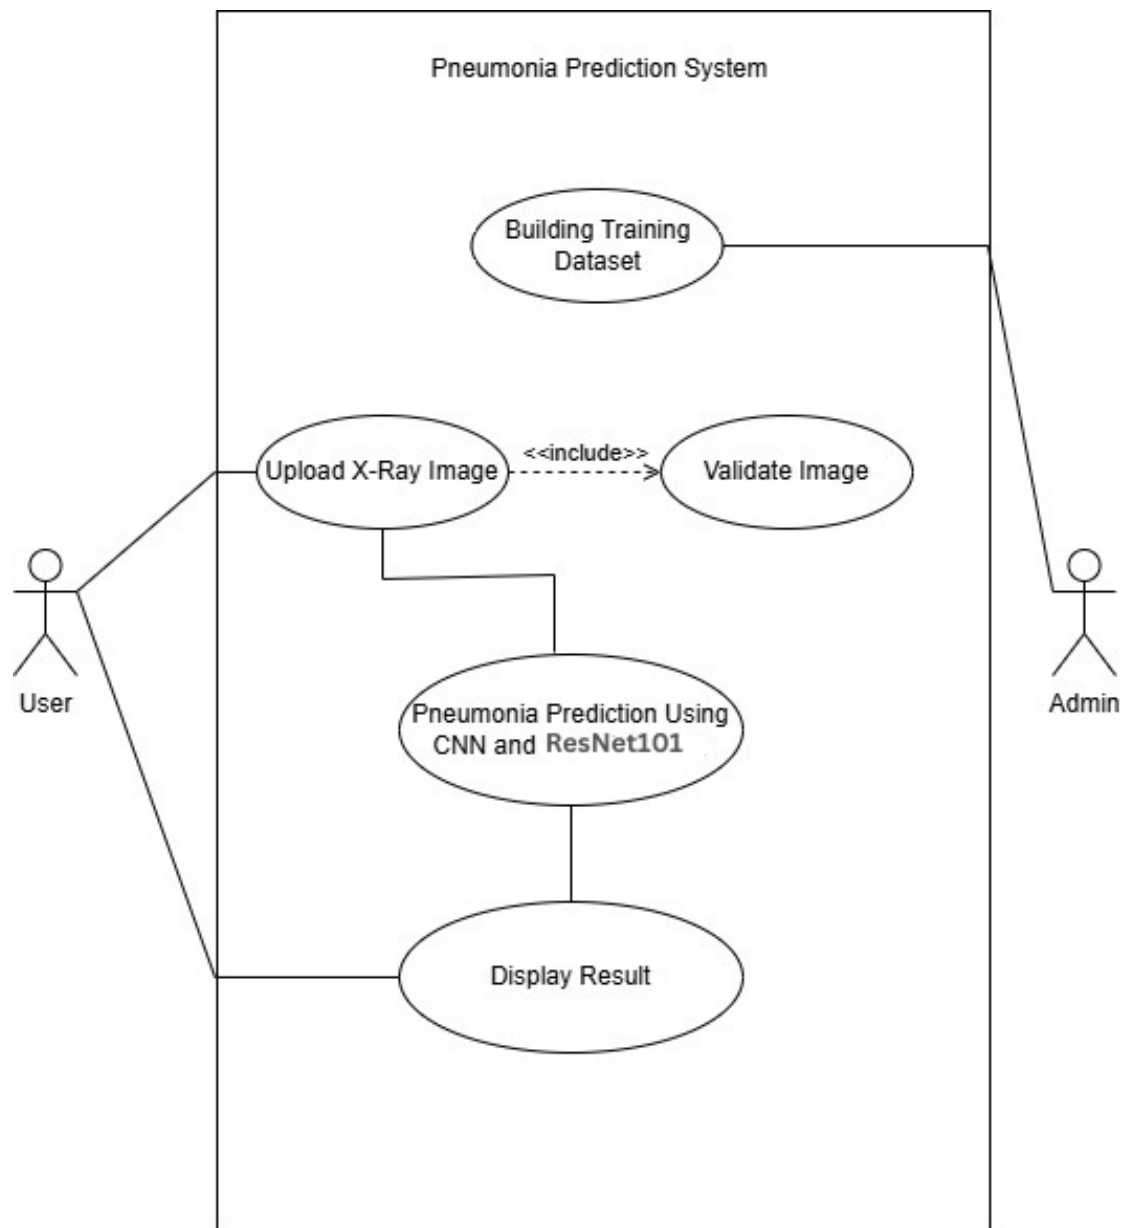 Pneumonia Prediction System
Building Training
Dataset
Upload X-Ray Image
<<include>>
Validate Image
User
Admin
Pneumonia Prediction Using
CNN and ResNet101
Display Result